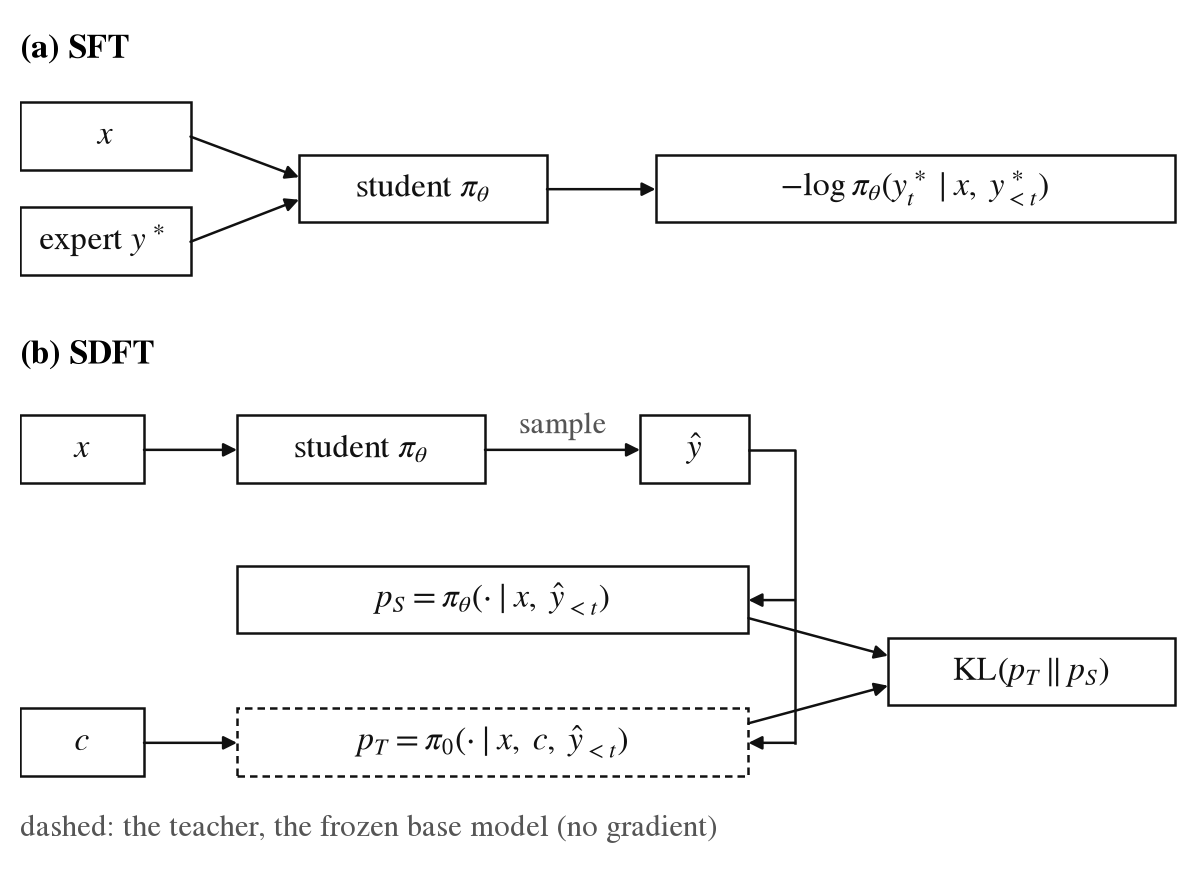 (a) SFT
x
expert y*
student πθ
−log πθ(y*t | x, y*<t)
(b) SDFT
x
student πθ
sample
ŷ
pS = πθ(· | x, ŷ<t)
KL(pT ∥ pS)
c
pT = π0(· | x, c, ŷ<t)
dashed: the teacher, the frozen base model (no gradient)